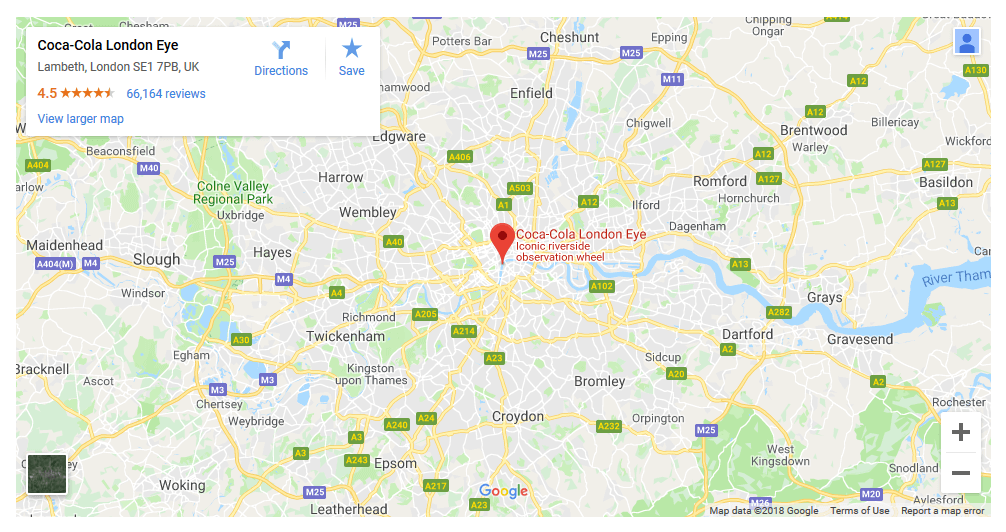 Coca-Cola London Eye
Lambeth, London SE1 7PB, UK
4.5
66,164 reviews
View larger map
Directions
Save
M25
Potters Bar
Cheshunt
M25
M25
Epping
Chipping
Ongar
M11
A12
A130
Enfield
Chigwell
A12
Brentwood
Warley
Billericay
Wickford
Edgware
Beaconsfield
A404
M40
A406
A12
A127
A127
Basildon
Harrow
Colne Valley
Regional Park
Uxbridge
A503
A1
A12
Romford
Hornchurch
A13
Wembley
Ilford
Dagenham
Coca-Cola London Eye
Iconic riverside
observation wheel
A40
Maidenhead
A404(M)
M4
Slough
M25
Hayes
M4
A13
River Tham
Windsor
A4
A102
Grays
Richmond
A205
A282
Twickenham
A214
Dartford
Gravesend
A30
Egham
A23
Sidcup
A2
Bracknell
Ascot
M3
M3
Kingston
upon Thames
A20
Bromley
A2
Chertsey
Weybridge
Croydon
Orpington
Rochester
A240
A24
A232
M25
A3
A3
A243
Epsom
West
Kingsdown
Snodland
Woking
A217
M25
Leatherhead
A23
M26
M20
Aylesford
Google
Map data ©2018 Google
Terms of Use
Report a map error